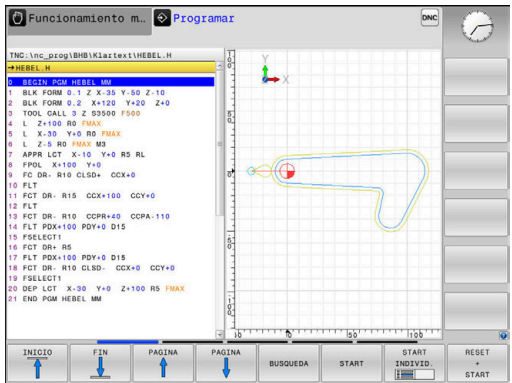 Funcionamiento m…
Programar
DNC
TNC:\nc_prog\BHB\Klartext\HEBEL.H
→HEBEL.H
0 BEGIN PGM HEBEL MM
1 BLK FORM 0.1 Z X-35 Y-50 Z-10
2 BLK FORM 0.2 X+120 Y+20 Z+0
3 TOOL CALL 3 Z S3500 F500
4 L Z+100 R0 FMAX
5 L X-30 Y+0 R0 FMAX
6 L Z-5 R0 FMAX M3
7 APPR LCT X-10 Y+0 R5 RL
8 FPOL X+100 Y+0
9 FC DR- R10 CLSD+ CCX+0
10 FLT
11 FCT DR- R15 CCX+100 CCY+0
12 FLT
13 FCT DR- R10 CCPR+40 CCPA-110
14 FLT PDX+100 PDY+0 D15
15 FSELECT1
16 FCT DR+ R5
17 FLT PDX+100 PDY+0 D15
18 FCT DR- R10 CLSD- CCX+0 CCY+0
19 FSELECT1
20 DEP LCT X-30 Y+0 Z+100 R5 FMAX
21 END PGM HEBEL MM
Y
X
50
0
-50
50
100
INICIO
FIN
PAGINA
PAGINA
BUSQUEDA
START
START
INDIVID.
RESET
+
START